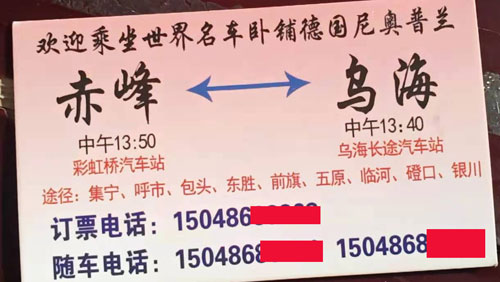 欢迎乘坐世界名车卧铺德国尼奥普兰
赤峰 乌海
中午13:50 中午13:40
彩虹桥汽车站 乌海长途汽车站
途径：集宁、呼市、包头、东胜、前旗、五原、临河、磴口、银川
订票电话：150486
随车电话：1504868 1504868